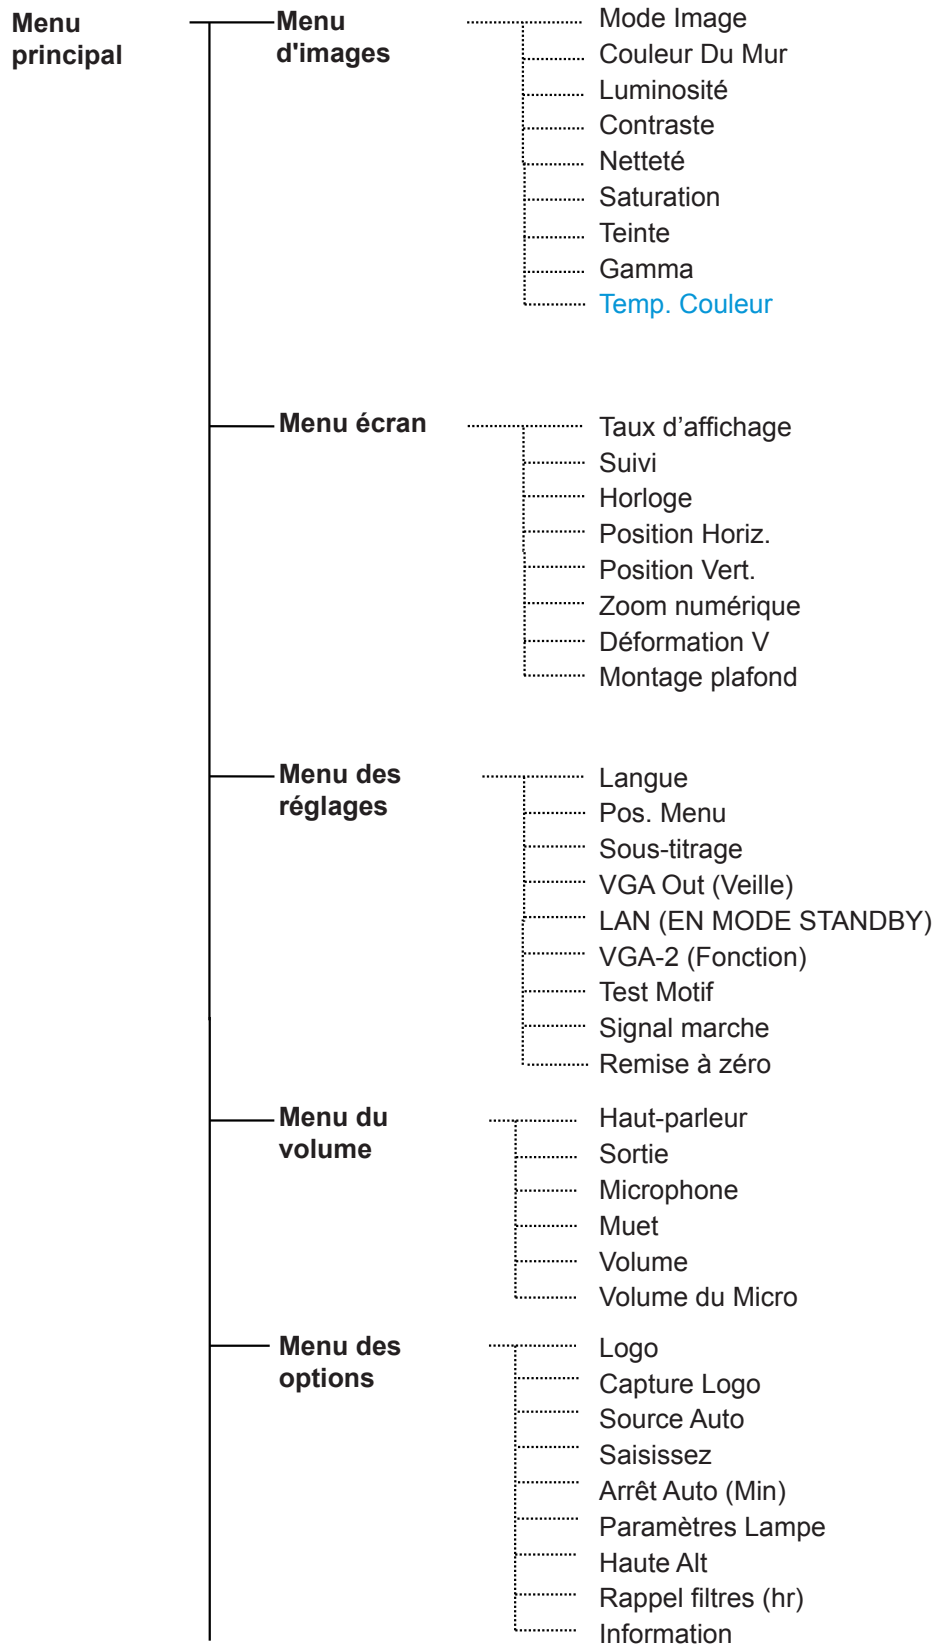 Menu
principal
Menu
d'images
Mode Image
Couleur Du Mur
Luminosité
Contraste
Netteté
Saturation
Teinte
Gamma
Temp. Couleur
Menu écran
Taux d’affichage
Suivi
Horloge
Position Horiz.
Position Vert.
Zoom numérique
Déformation V
Montage plafond
Menu des
réglages
Langue
Pos. Menu
Sous-titrage
VGA Out (Veille)
LAN (EN MODE STANDBY)
VGA-2 (Fonction)
Test Motif
Signal marche
Remise à zéro
Menu du
volume
Haut-parleur
Sortie
Microphone
Muet
Volume
Volume du Micro
Menu des
options
Logo
Capture Logo
Source Auto
Saisissez
Arrêt Auto (Min)
Paramètres Lampe
Haute Alt
Rappel filtres (hr)
Information